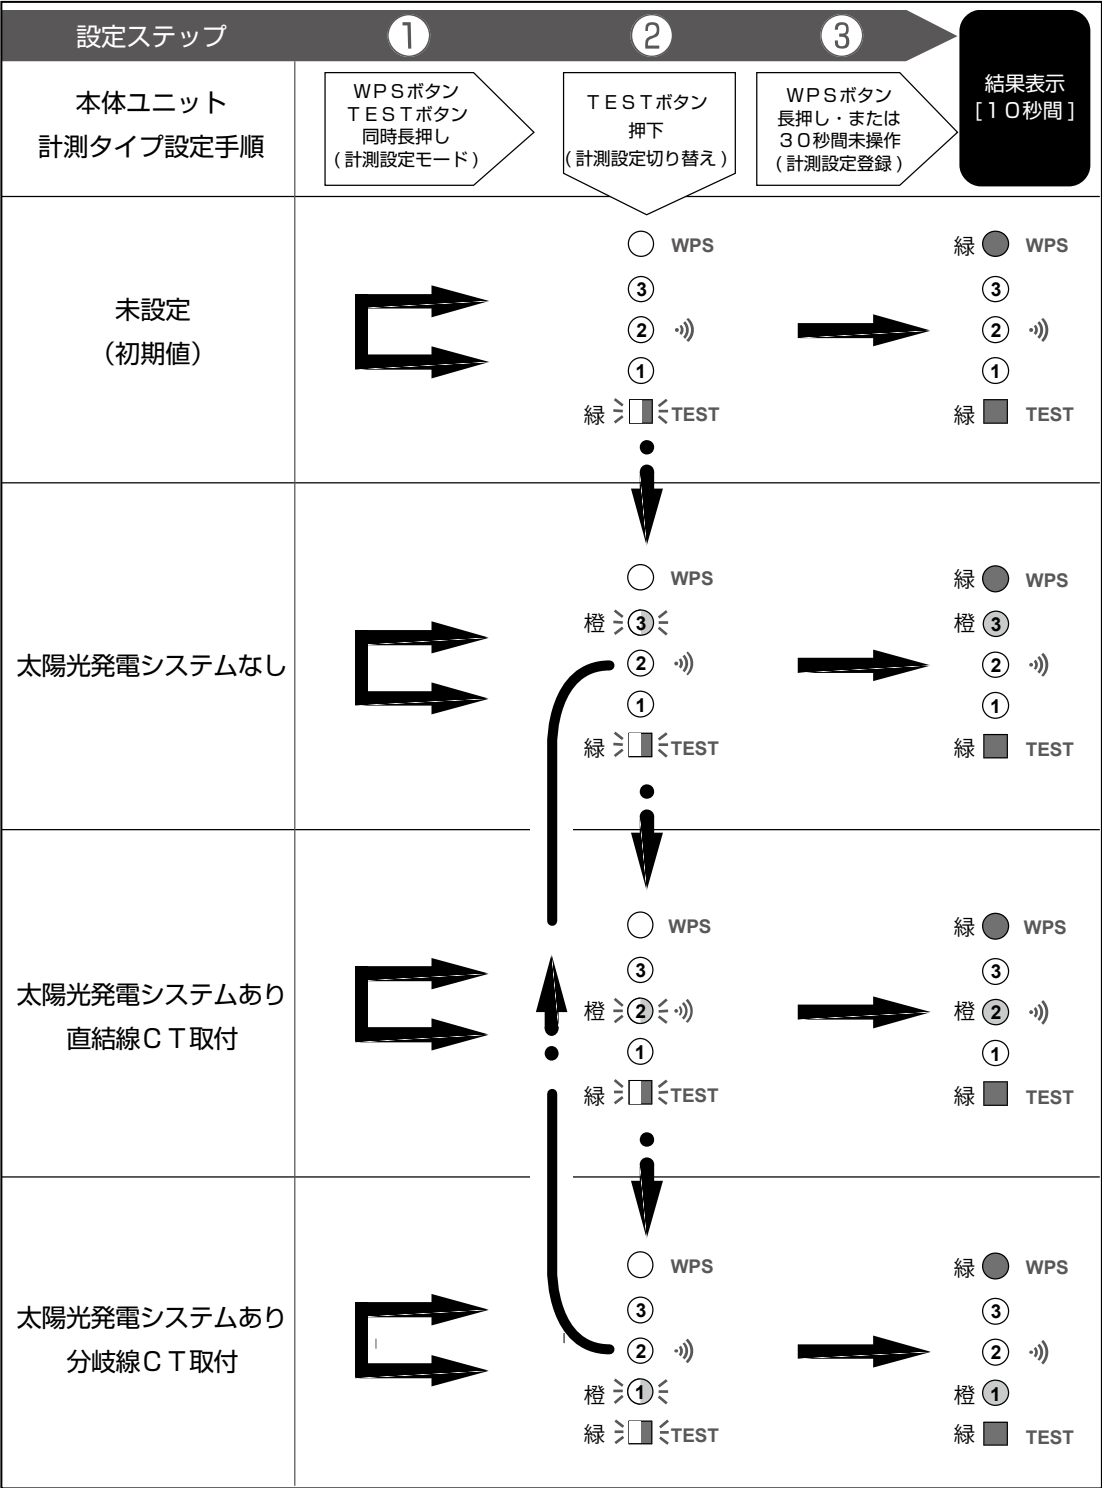 設定ステップ
①
②
③
結果表示
[１０秒間]
本体ユニット
計測タイプ設定手順
ＷＰＳボタン
ＴＥＳＴボタン
同時長押し
(計測設定モード)
ＴＥＳＴボタン
押下
(計測設定切り替え)
ＷＰＳボタン
長押し・または
３０秒間未操作
(計測設定登録)
未設定
（初期値）
WPS
③
②
①
緑 TEST
緑 WPS
③
②
①
緑 TEST
太陽光発電システムなし
WPS
橙 ③
②
①
緑 TEST
緑 WPS
橙 ③
②
①
緑 TEST
太陽光発電システムあり
直結線ＣＴ取付
WPS
③
橙 ②
①
緑 TEST
緑 WPS
③
橙 ②
①
緑 TEST
太陽光発電システムあり
分岐線ＣＴ取付
WPS
③
②
橙 ①
緑 TEST
緑 WPS
③
②
橙 ①
緑 TEST